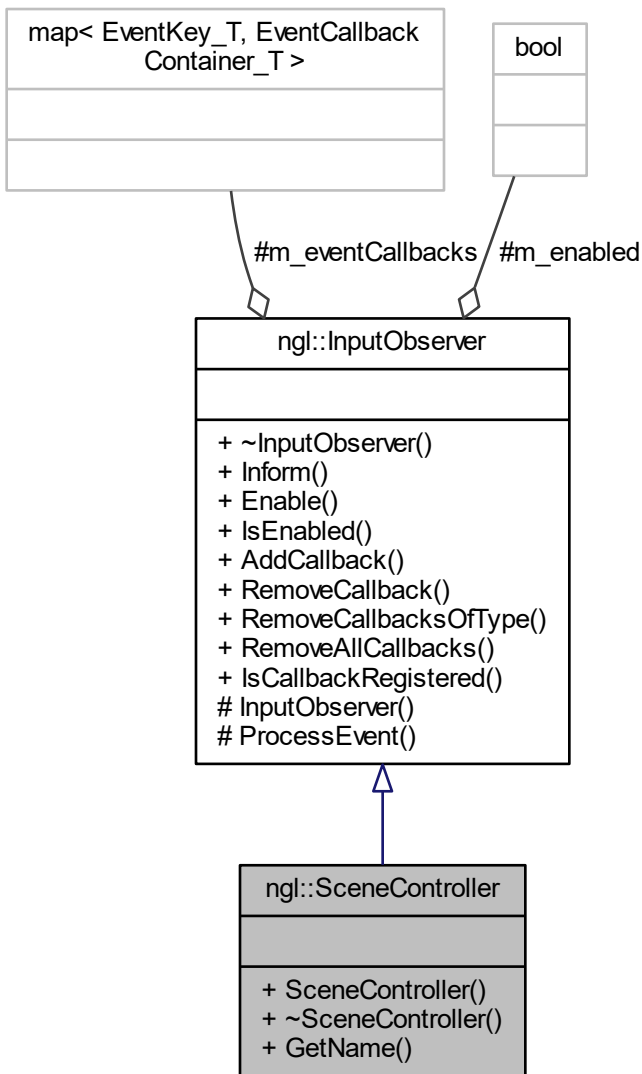 map< EventKey_T, EventCallback
Container_T >
bool
#m_eventCallbacks
#m_enabled
ngl::InputObserver
+ ~InputObserver()
+ Inform()
+ Enable()
+ IsEnabled()
+ AddCallback()
+ RemoveCallback()
+ RemoveCallbacksOfType()
+ RemoveAllCallbacks()
+ IsCallbackRegistered()
# InputObserver()
# ProcessEvent()
ngl::SceneController
+ SceneController()
+ ~SceneController()
+ GetName()